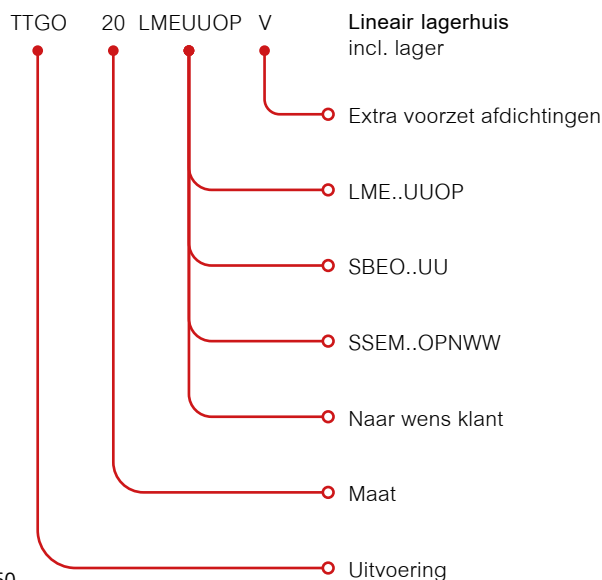 TTGO 20 LMEUUOP V Lineair lagerhuis
incl. lager
Extra voorzet afdichtingen
LME..UUOP
SBEO..UU
SSEM..OPNWW
Naar wens klant
Maat
Uitvoering